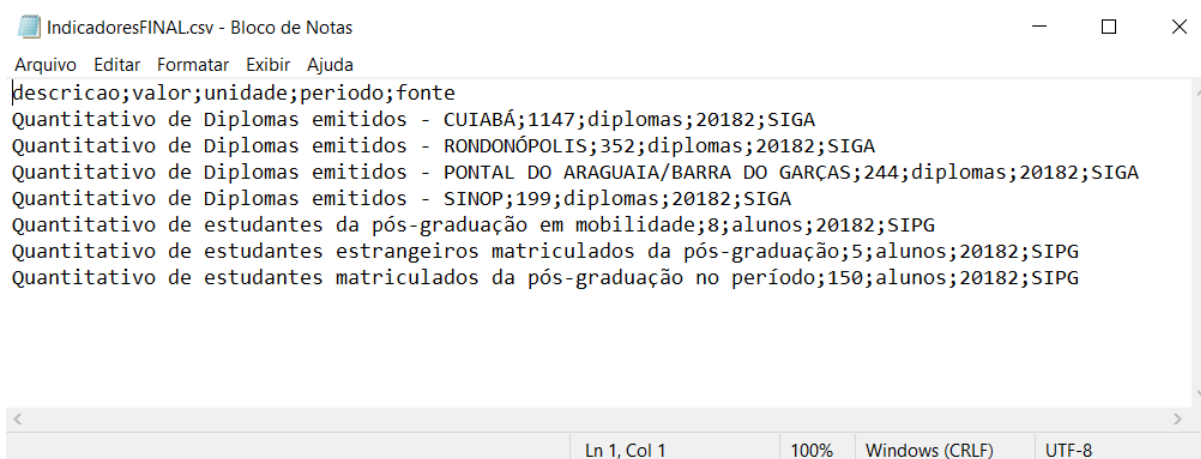 IndicadoresFINAL.csv - Bloco de Notas
Arquivo Editar Formatar Exibir Ajuda
descricao;valor;unidade;periodo;fonte
Quantitativo de Diplomas emitidos - CUIABÁ;1147;diplomas;20182;SIGA
Quantitativo de Diplomas emitidos - RONDONÓPOLIS;352;diplomas;20182;SIGA
Quantitativo de Diplomas emitidos - PONTAL DO ARAGUAIA/BARRA DO GARÇAS;244;diplomas;20182;SIGA
Quantitativo de Diplomas emitidos - SINOP;199;diplomas;20182;SIGA
Quantitativo de estudantes da pós-graduação em mobilidade;8;alunos;20182;SIPG
Quantitativo de estudantes estrangeiros matriculados da pós-graduação;5;alunos;20182;SIPG
Quantitativo de estudantes matriculados da pós-graduação no período;150;alunos;20182;SIPG
Ln 1, Col 1 100% Windows (CRLF) UTF-8